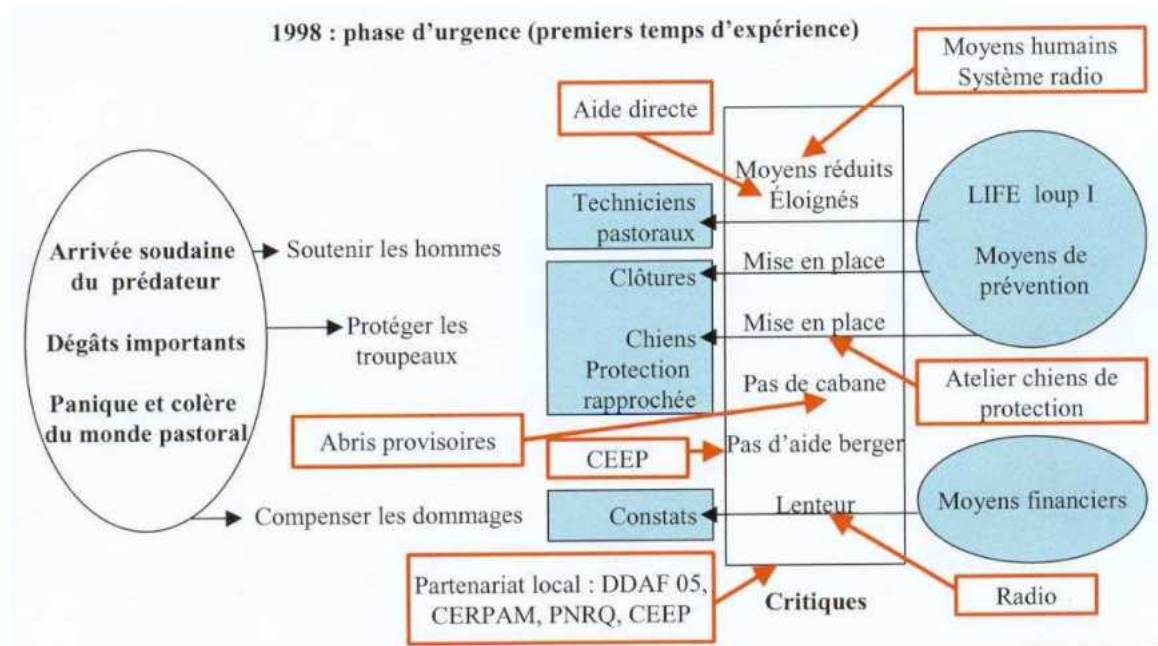 1998 : phase d'urgence (premiers temps d'expérience)
Moyens humains
Système radio
Aide directe
Moyens réduits
Éloignés
Techniciens
pastoraux
LIFE loup I
Moyens de
prévention
Arrivée soudaine
du prédateur
Dégâts importants
Panique et colère
du monde pastoral
Soutenir les hommes
Protéger les
troupeaux
Clôtures
Mise en place
Chiens
Protection
rapprochée
Mise en place
Pas de cabane
Atelier chiens de
protection
Abris provisoires
CEEP
Pas d'aide berger
Compenser les dommages
Constats
Lenteur
Moyens financiers
Partenariat local : DDAF 05,
CERPAM, PNRQ, CEEP
Critiques
Radio